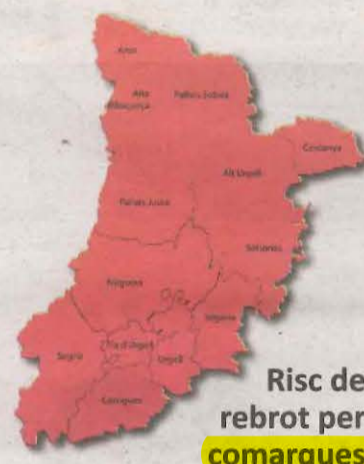 Aran
Alta
Ribagorça
Pallars Sobirà
Cerdanya
Alt Urgell
Pallars Jussà
Solsonès
Noguera
Segarra
Pla d'Urgell
Segrià
Urgell
Garrigues
Risc de
rebrot per
comarques